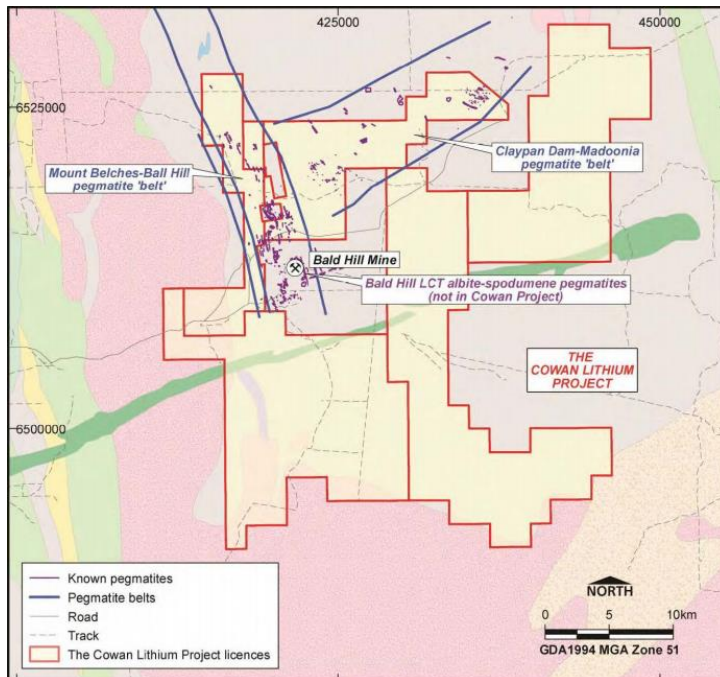 425000
450000
6525000
Mount Belches-Ball Hill
pegmatite 'belt'
Claypan Dam-Madoonia
pegmatite 'belt'
Bald Hill Mine
Bald Hill LCT albite-spodumene pegmatites
(not in Cowan Project)
THE
COWAN LITHIUM
PROJECT
6500000
Known pegmatites
Pegmatite belts
Road
Track
The Cowan Lithium Project licences
NORTH
0 5 10km
GDA1994 MGA Zone 51